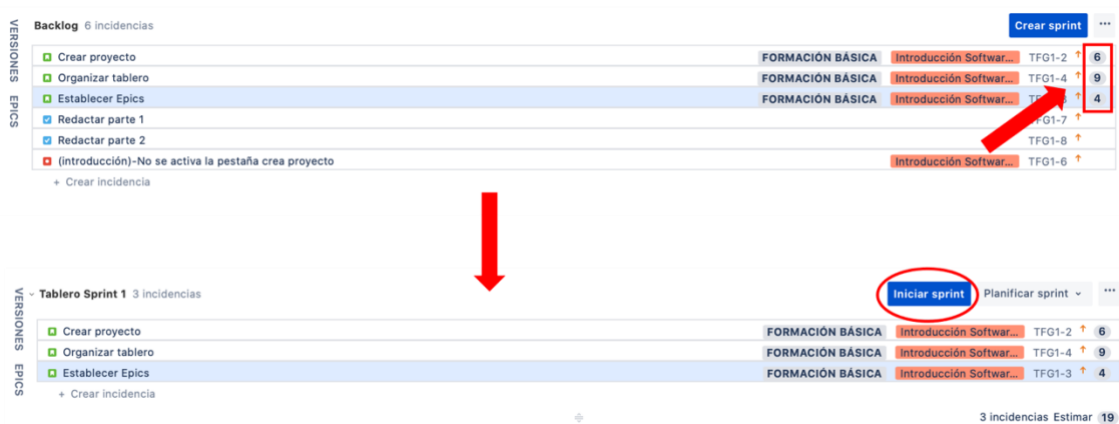 VERSIONES EPICS
Backlog 6 incidencias Crear sprint ...
Crear proyecto FORMACIÓN BÁSICA Introducción Softwar... TFG1-2 6
Organizar tablero FORMACIÓN BÁSICA Introducción Softwar... TFG1-4 9
Establecer Epics FORMACIÓN BÁSICA Introducción Softwar... 4
Redactar parte 1 TFG1-7
Redactar parte 2 TFG1-8
(introducción)-No se activa la pestaña crea proyecto Introducción Softwar... TFG1-6
+ Crear incidencia
VERSIONES EPICS
Tablero Sprint 1 3 incidencias Iniciar sprint Planificar sprint ...
Crear proyecto FORMACIÓN BÁSICA Introducción Softwar... TFG1-2 6
Organizar tablero FORMACIÓN BÁSICA Introducción Softwar... TFG1-4 9
Establecer Epics FORMACIÓN BÁSICA Introducción Softwar... TFG1-3 4
+ Crear incidencia
3 incidencias Estimar 19